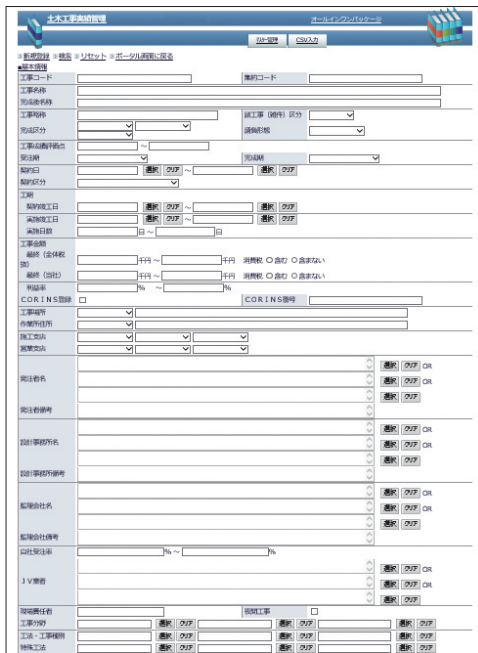 土木工事実績管理
オールインワンパッケージ
マスター管理 CSV入力
新規登録 検索 リセット ポータル画面に戻る
●基本情報
工事コード 集約コード
工事名称
完成後名称
工事略称 親工事(雑件)区分
完成区分 請負形態
工事成績評価点 ~
受注期 完成期
契約日 選択 クリア ~ 選択 クリア
契約区分
工期
契約竣工日 選択 クリア ~ 選択 クリア
実施竣工日 選択 クリア ~ 選択 クリア
実施日数 日 ~ 日
工事金額
最終(全体税抜) 千円 ~ 千円 消費税 含む 含まない
最終(当社) 千円 ~ 千円 消費税 含む 含まない
利益率 % ~ %
CORINS登録 CORINS番号
工事場所
作業所住所
施工支店
営業支店
選択 クリア OR
発注者名 選択 クリア OR
選択 クリア
発注者備考
選択 クリア OR
設計事務所名 選択 クリア OR
選択 クリア
設計事務所備考
選択 クリア OR
監理会社名 選択 クリア OR
選択 クリア
監理会社備考
自社受注率 % ~ %
選択 クリア OR
JV業者 選択 クリア OR
選択 クリア
現場責任者 夜間工事
工事分野 選択 クリア 選択 クリア 選択 クリア
工法・工事種別 選択 クリア 選択 クリア 選択 クリア
特殊工法 選択 クリア 選択 クリア 選択 クリア